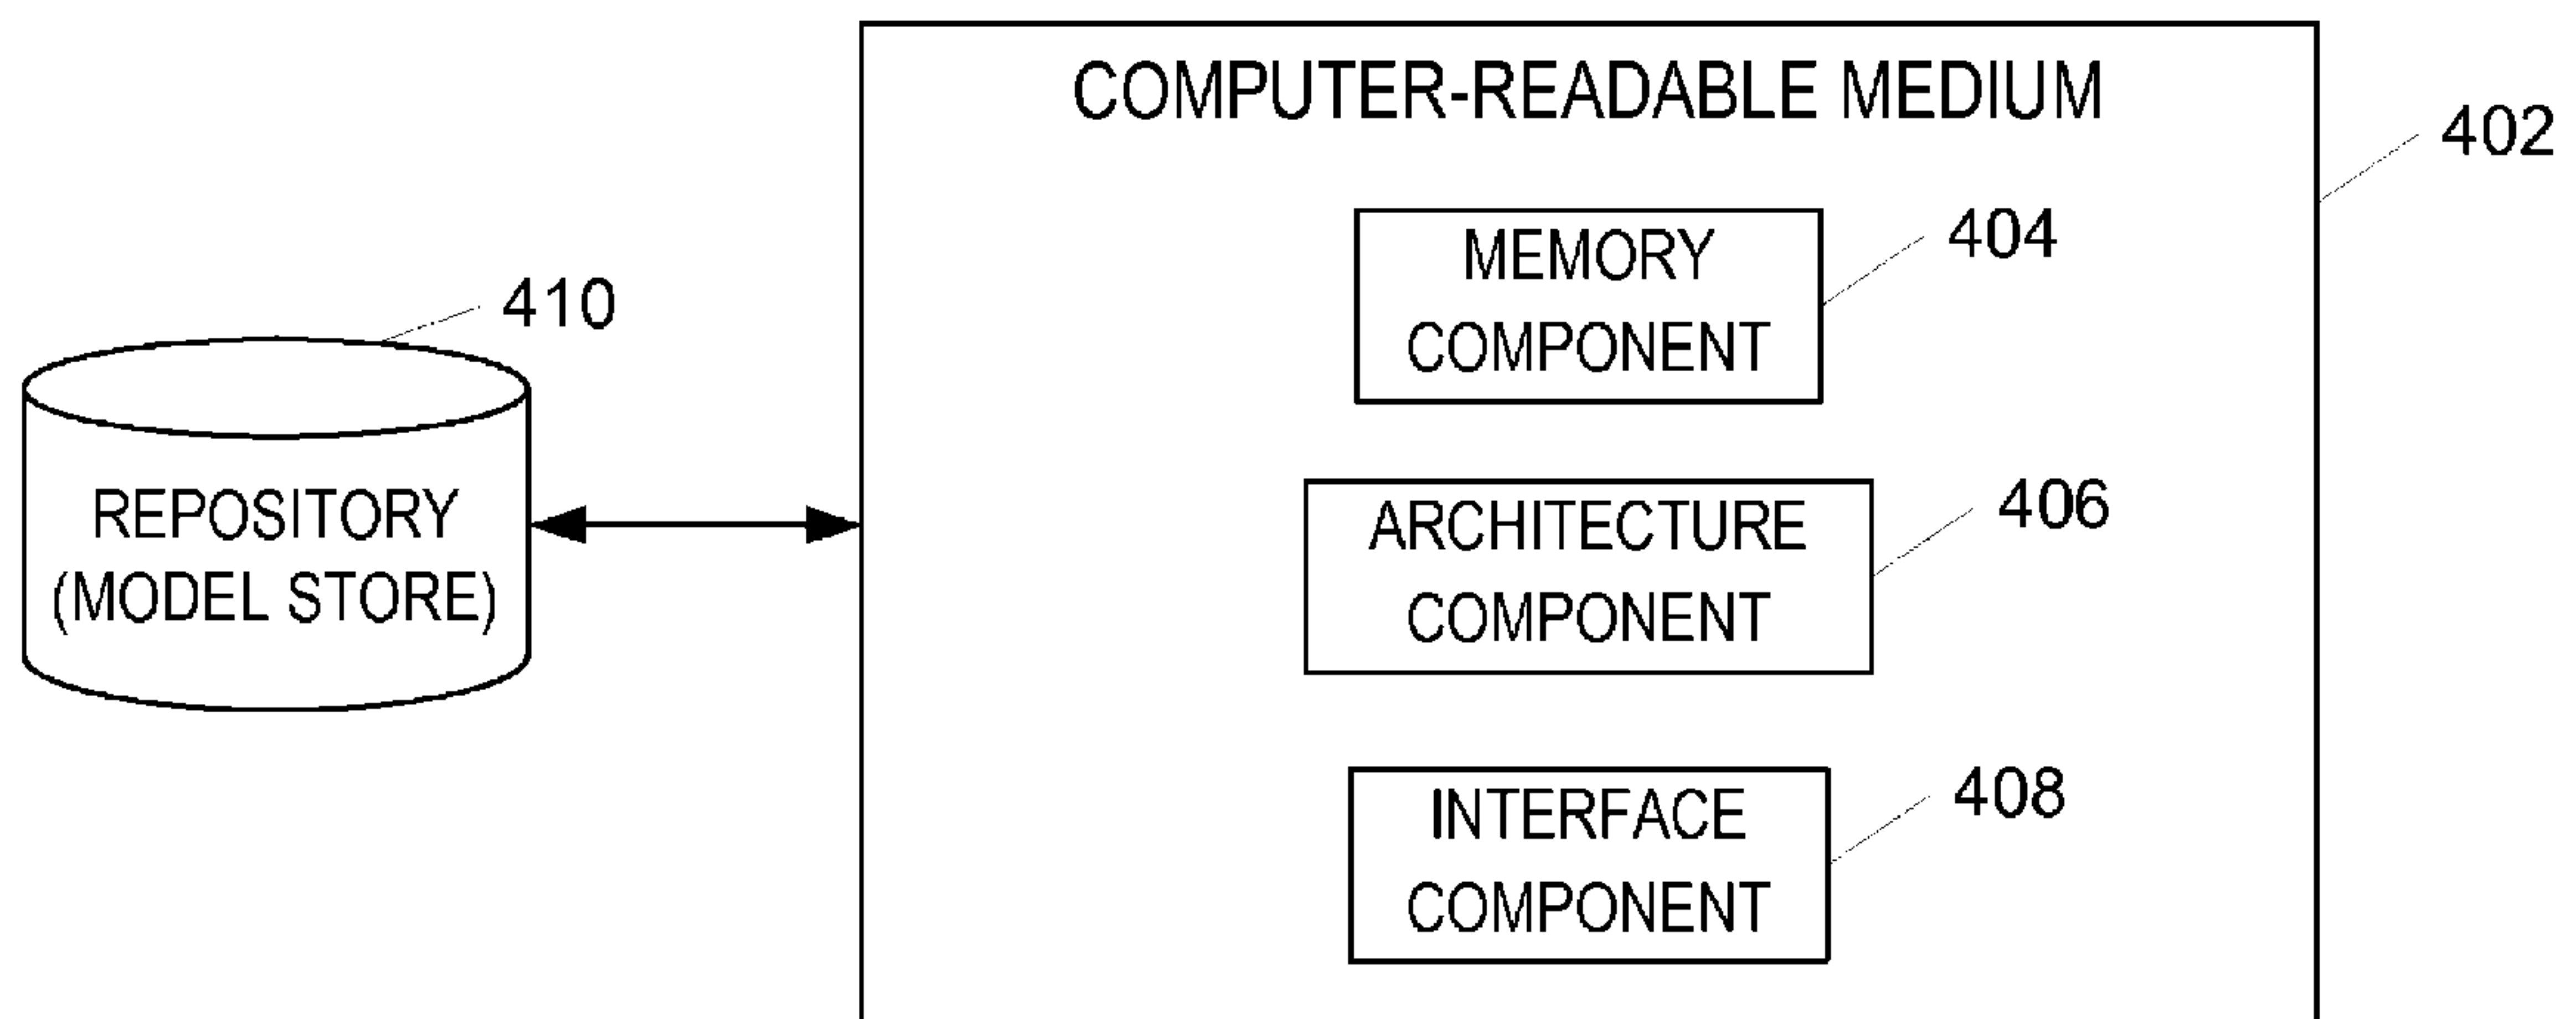 COMPUTER-READABLE MEDIUM
402
MEMORY
COMPONENT
404
410
REPOSITORY
(MODEL STORE)
ARCHITECTURE
COMPONENT
406
INTERFACE
COMPONENT
408